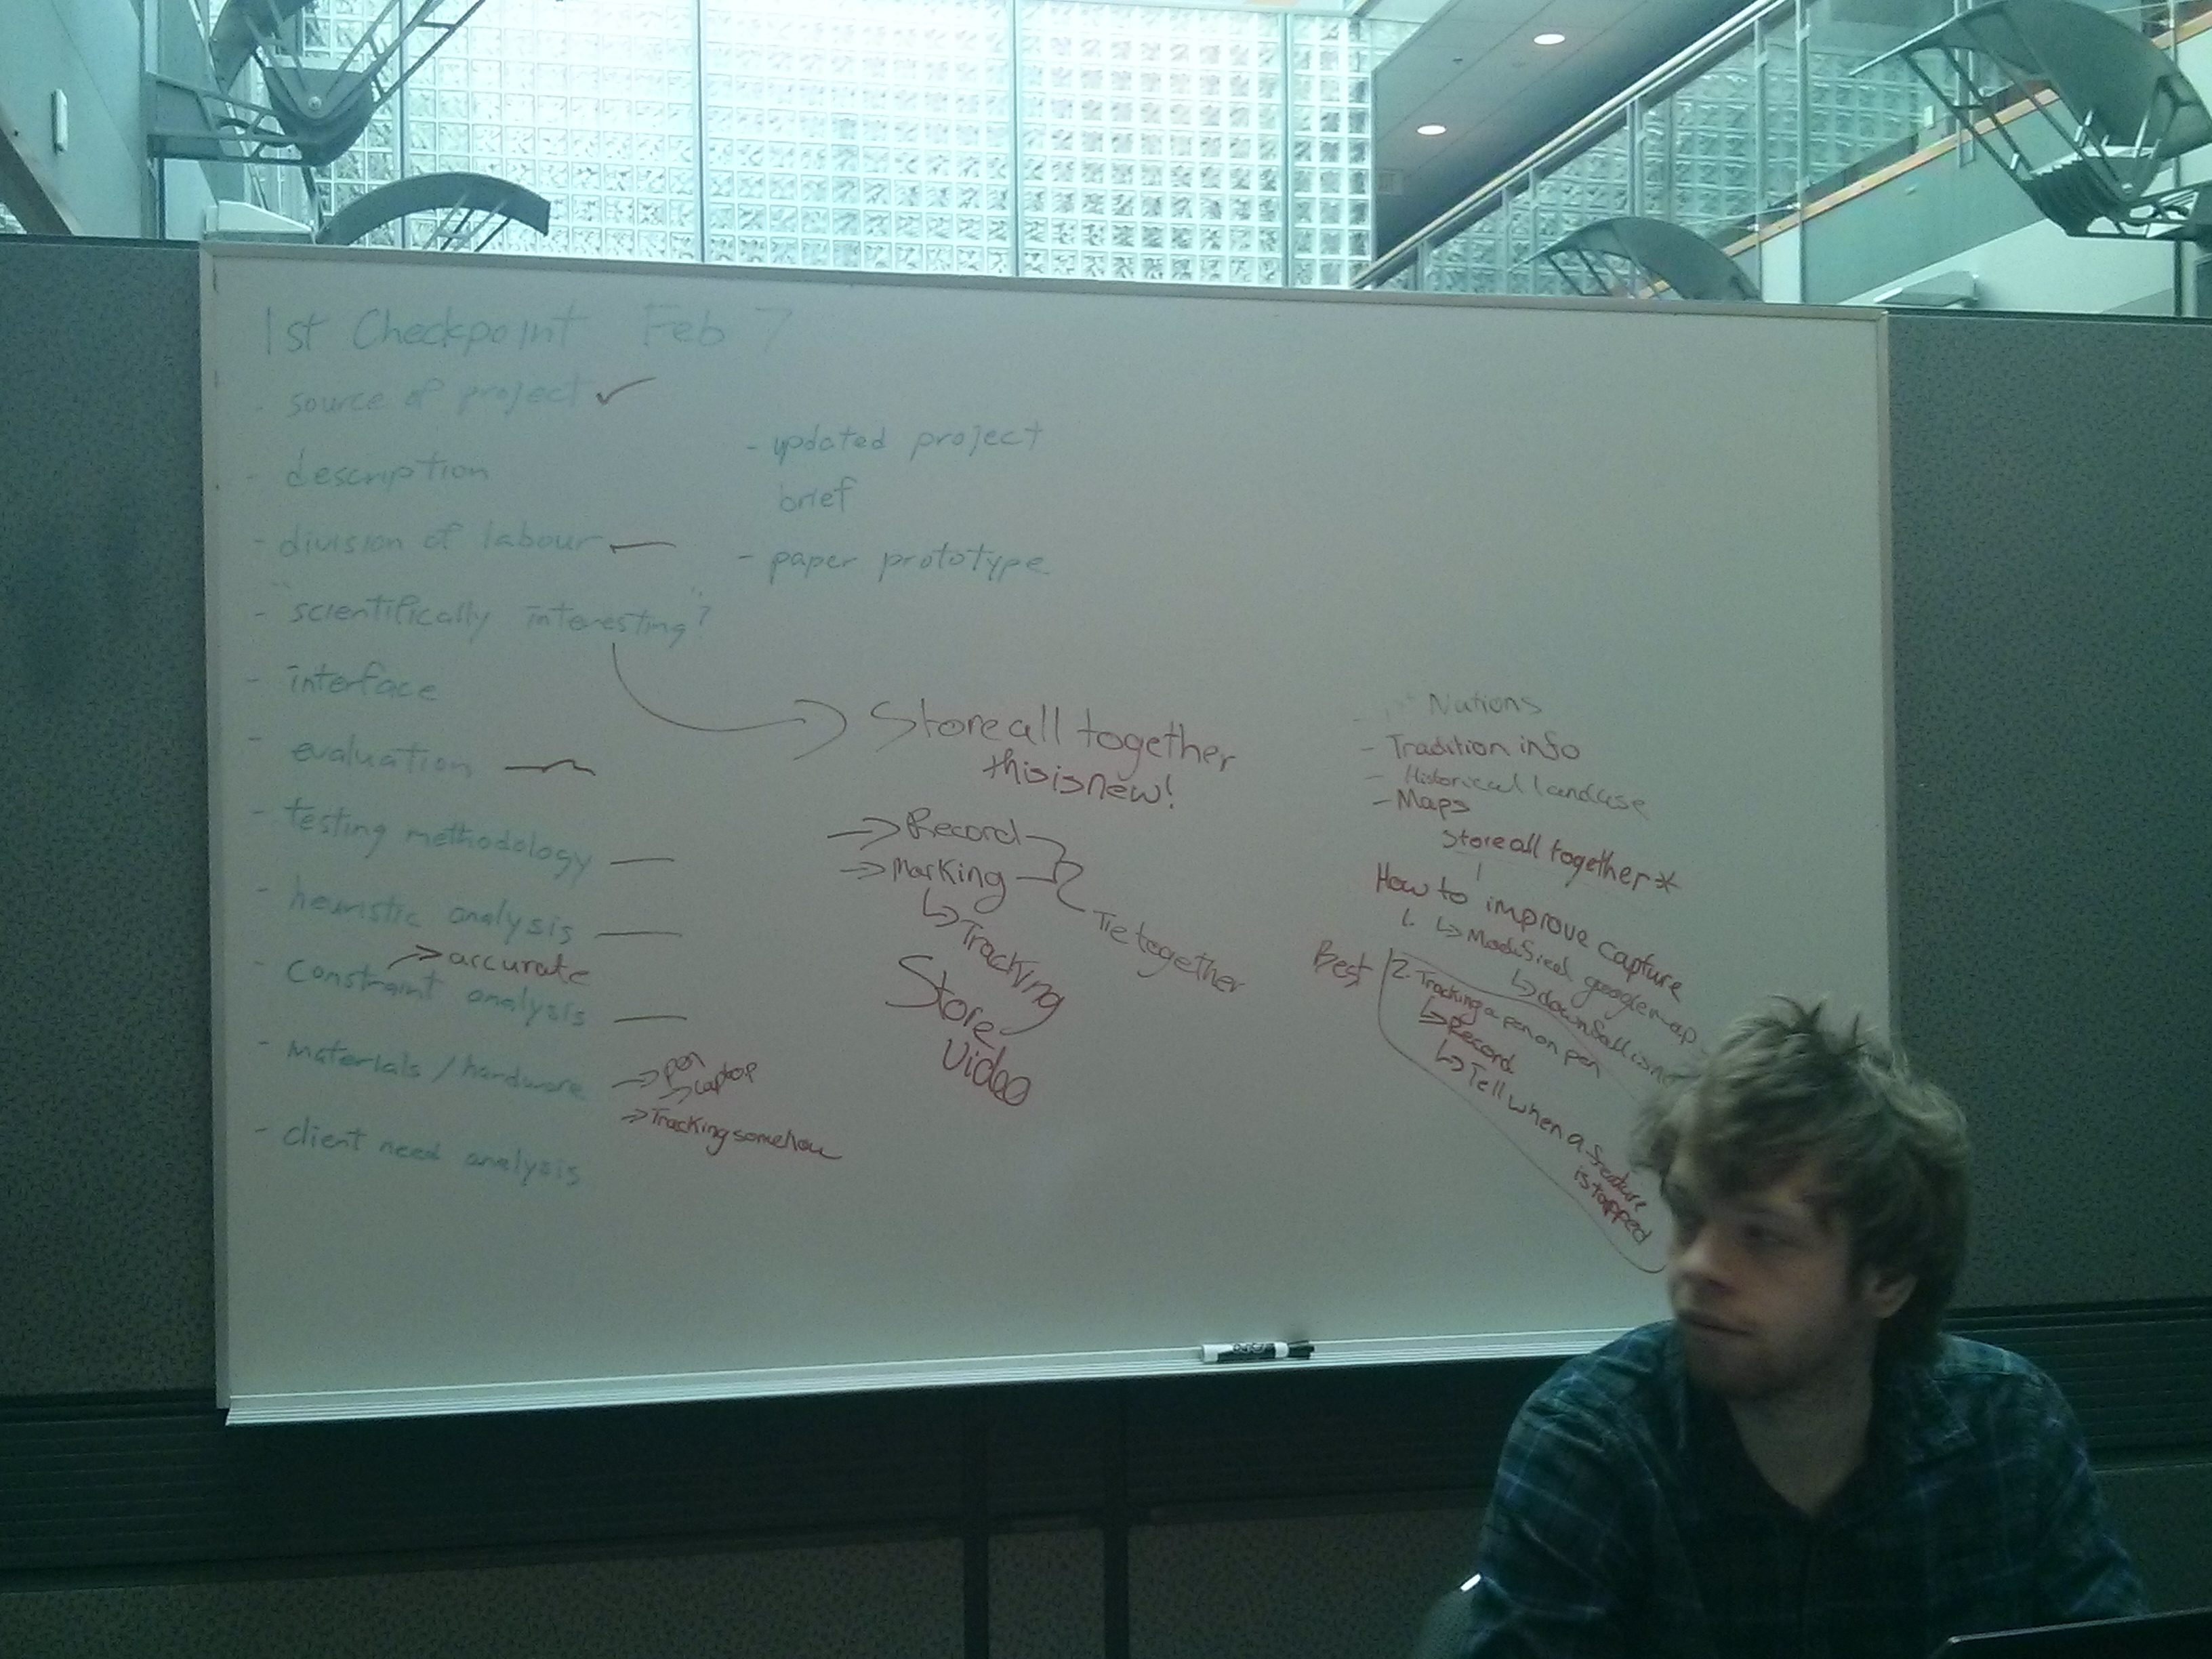 1st Checkpoint Feb 7
- source of project ✓
- description
- division of labour —
- "scientifically interesting"?
- interface
- evaluation
- testing methodology —
- heuristic analysis —
→ accurate
- constraint analysis —
- materials / hardware → pen
→ laptop
→ Tracking somehow
- client need analysis
- updated project
brief
- paper prototype
Store all together
this is new!
→ Record
→ Marking
↳ Tracking
Tie together
Store
Video
Nations
- Tradition info
- Historical landuse
- Maps
Store all together *
How to improve capture
1. ↳ Modified google map
↳ downfall is
Best
2. Tracking a pen on pen
↳ Record
↳ Tell when a feature
is tapped